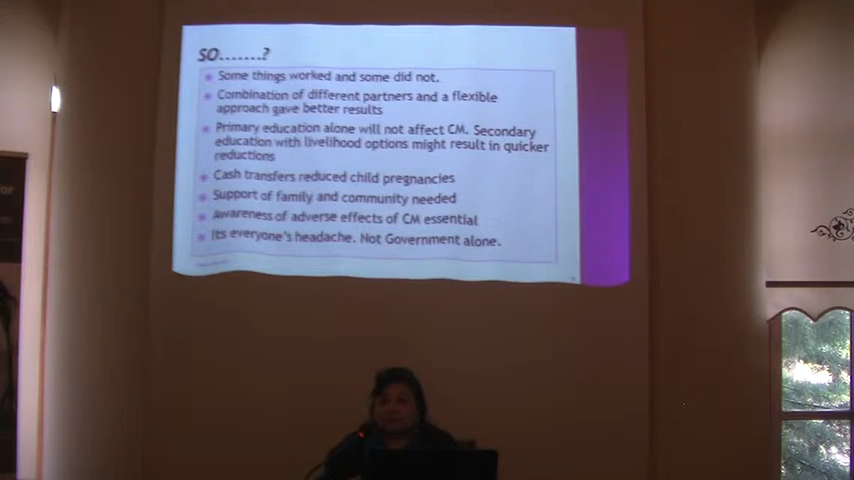 SO.......?
Some things worked and some did not.
Combination of different partners and a flexible
approach gave better results
Primary education alone will not affect CM. Secondary
education with livelihood options might result in quicker
reductions
Cash transfers reduced child pregnancies
Support of family and community needed
Awareness of adverse effects of CM essential
Its everyone's headache. Not Government alone.